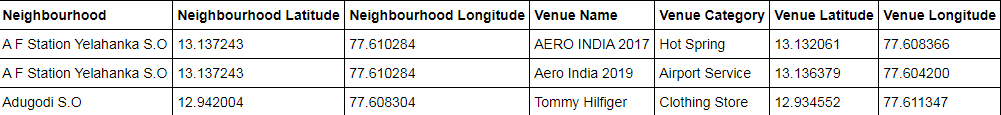 Neighbourhood Neighbourhood Latitude Neighbourhood Longitude Venue Name Venue Category Venue Latitude Venue Longitude
A F Station Yelahanka S.O 13.137243 77.610284 AERO INDIA 2017 Hot Spring 13.132061 77.608366
A F Station Yelahanka S.O 13.137243 77.610284 Aero India 2019 Airport Service 13.136379 77.604200
Adugodi S.O 12.942004 77.608304 Tommy Hilfiger Clothing Store 12.934552 77.611347